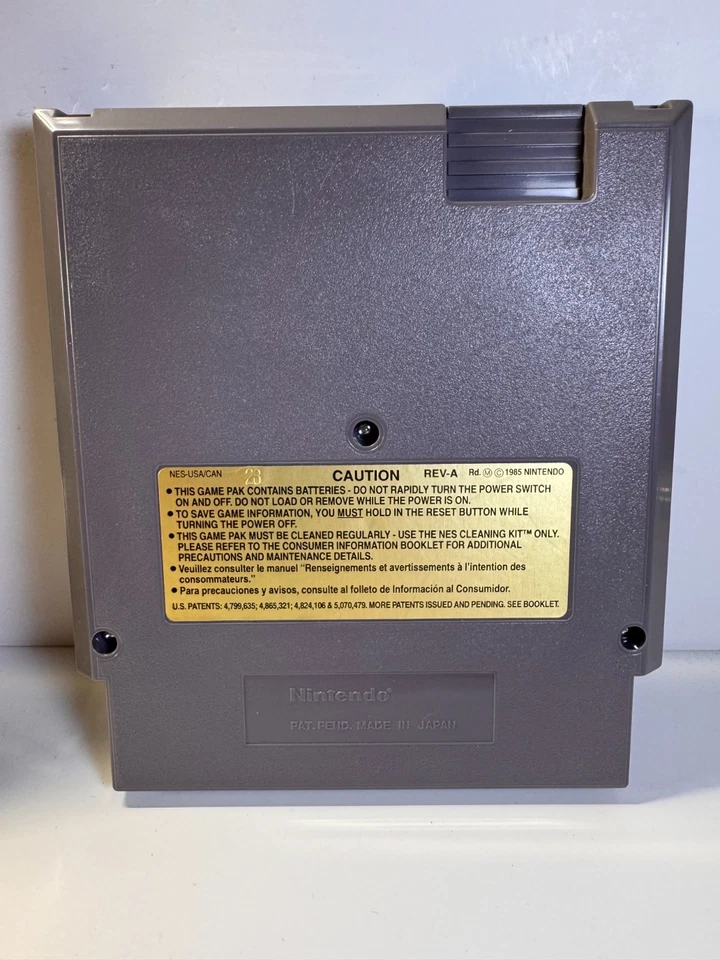 NES-USA/CAN 23 CAUTION REV-A Rd. Ⓜ Ⓒ 1985 NINTENDO
● THIS GAME PAK CONTAINS BATTERIES - DO NOT RAPIDLY TURN THE POWER SWITCH
ON AND OFF. DO NOT LOAD OR REMOVE WHILE THE POWER IS ON.
● TO SAVE GAME INFORMATION, YOU MUST HOLD IN THE RESET BUTTON WHILE
TURNING THE POWER OFF.
● THIS GAME PAK MUST BE CLEANED REGULARLY - USE THE NES CLEANING KIT™ ONLY.
PLEASE REFER TO THE CONSUMER INFORMATION BOOKLET FOR ADDITIONAL
PRECAUTIONS AND MAINTENANCE DETAILS.
● Veuillez consulter le manuel "Renseignements et avertissements à l'intention des
consommateurs."
● Para precauciones y avisos, consulte al folleto de Información al Consumidor.
U.S. PATENTS: 4,799,635; 4,865,321; 4,824,106 & 5,070,479. MORE PATENTS ISSUED AND PENDING. SEE BOOKLET.
Nintendo®
PAT. PEND. MADE IN JAPAN